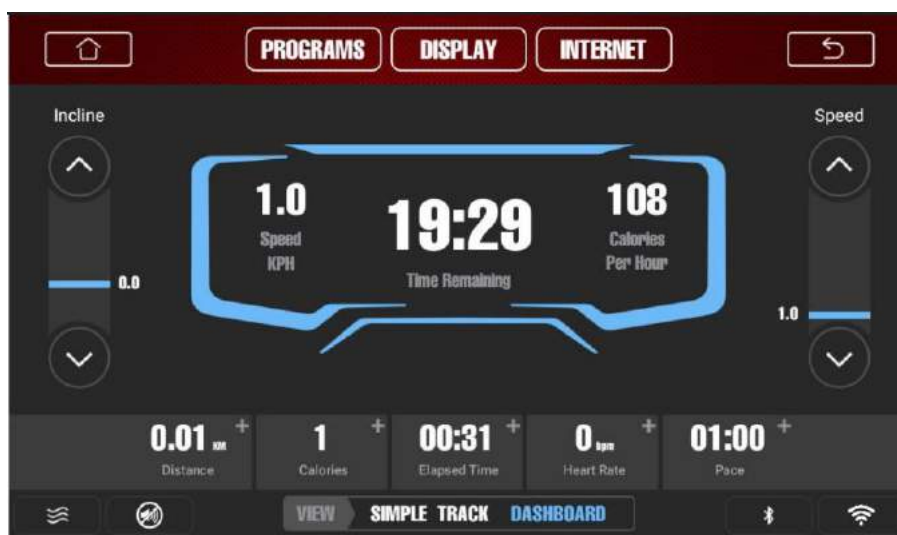 PROGRAMS DISPLAY INTERNET
Incline
Speed
1.0
Speed
KPH
19:29
Time Remaining
108
Calories
Per Hour
0.0
1.0
0.01 KM +
Distance
1 +
Calories
00:31 +
Elapsed Time
0 bpm +
Heart Rate
01:00 +
Pace
VIEW SIMPLE TRACK DASHBOARD